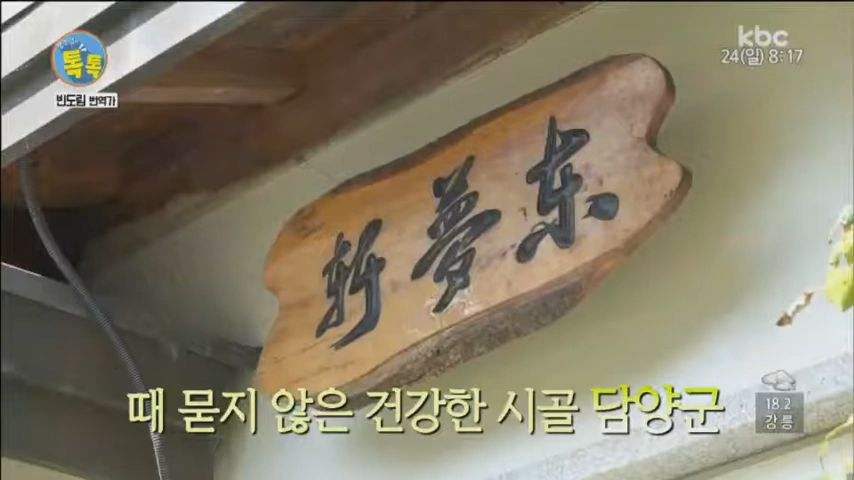 톡톡
빈도림 번역가
kbc
24(일) 8:17
東夢軒
때 묻지 않은 건강한 시골 담양군
18.2
강릉